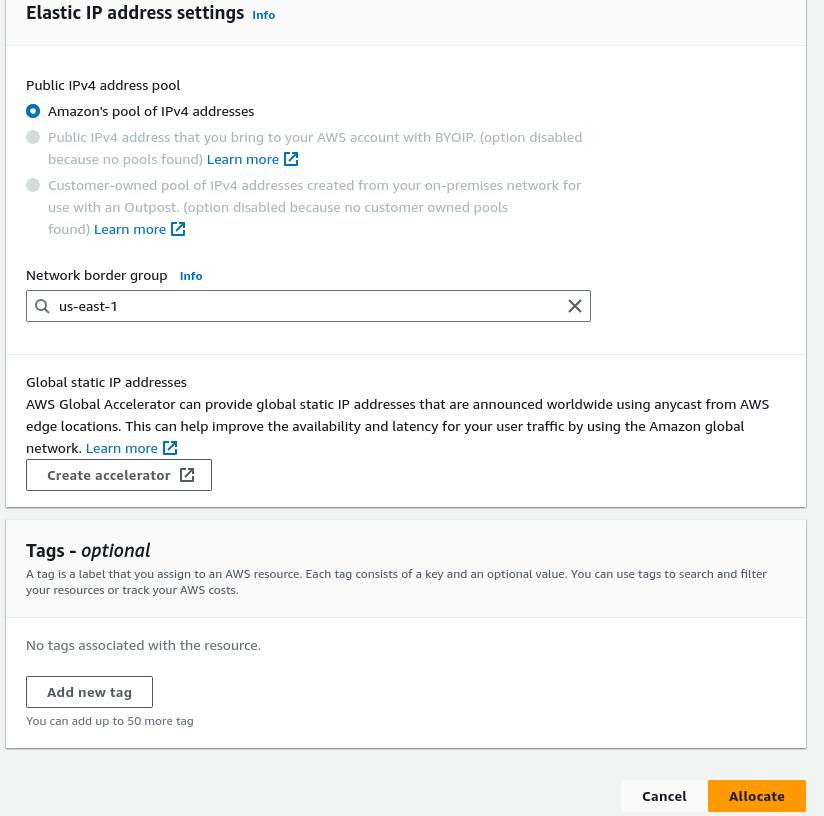 Elastic IP address settings Info
Public IPv4 address pool
Amazon's pool of IPv4 addresses
Public IPv4 address that you bring to your AWS account with BYOIP. (option disabled
because no pools found) Learn more
Customer-owned pool of IPv4 addresses created from your on-premises network for
use with an Outpost. (option disabled because no customer owned pools
found) Learn more
Network border group Info
us-east-1
Global static IP addresses
AWS Global Accelerator can provide global static IP addresses that are announced worldwide using anycast from AWS
edge locations. This can help improve the availability and latency for your user traffic by using the Amazon global
network. Learn more
Create accelerator
Tags - optional
A tag is a label that you assign to an AWS resource. Each tag consists of a key and an optional value. You can use tags to search and filter
your resources or track your AWS costs.
No tags associated with the resource.
Add new tag
You can add up to 50 more tag
Cancel Allocate